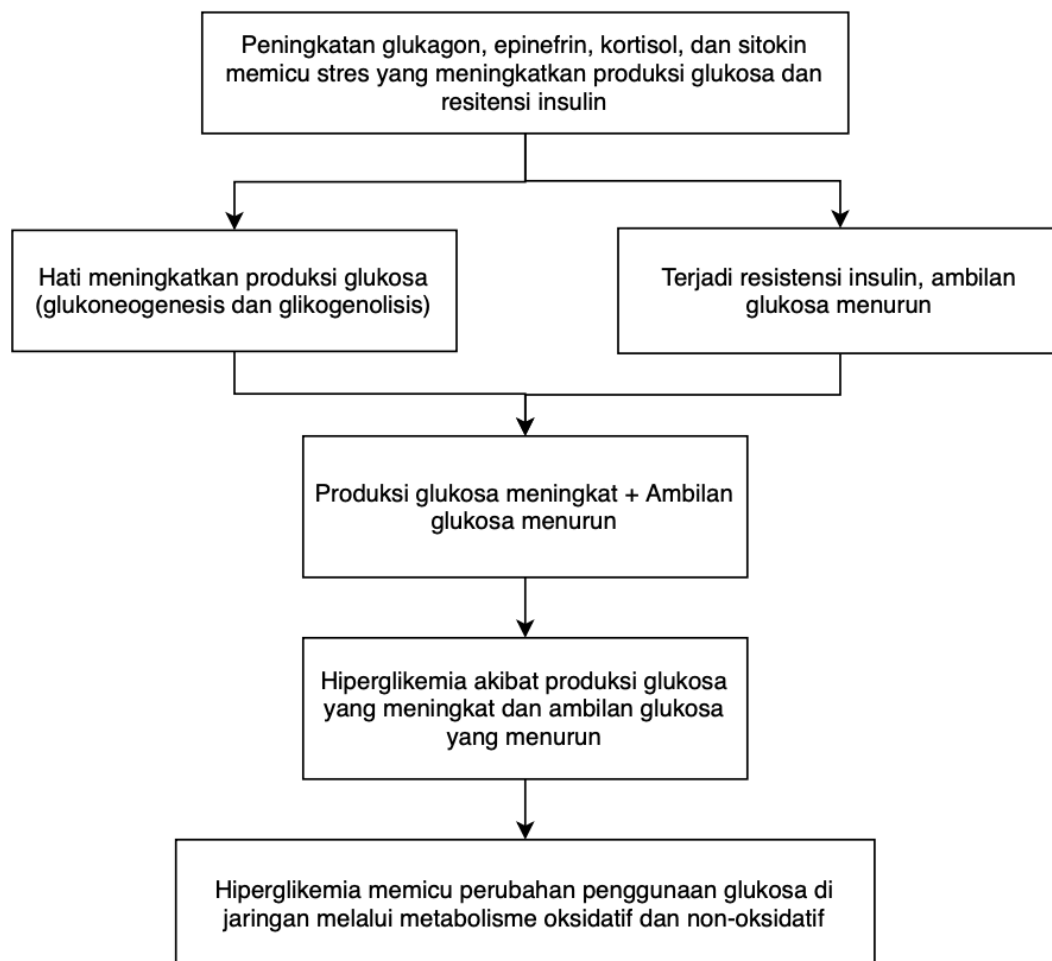 Peningkatan glukagon, epinefrin, kortisol, dan sitokin
memicu stres yang meningkatkan produksi glukosa dan
resitensi insulin
Hati meningkatkan produksi glukosa
(glukoneogenesis dan glikogenolisis)
Terjadi resistensi insulin, ambilan
glukosa menurun
Produksi glukosa meningkat + Ambilan
glukosa menurun
Hiperglikemia akibat produksi glukosa
yang meningkat dan ambilan glukosa
yang menurun
Hiperglikemia memicu perubahan penggunaan glukosa di
jaringan melalui metabolisme oksidatif dan non-oksidatif